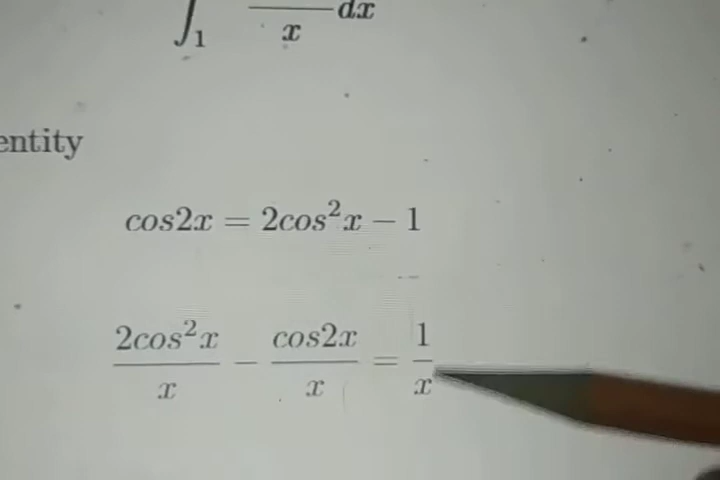 ∫₁ ── dx
x
entity
cos2x = 2cos²x − 1
2cos²x/x − cos2x/x = 1/x